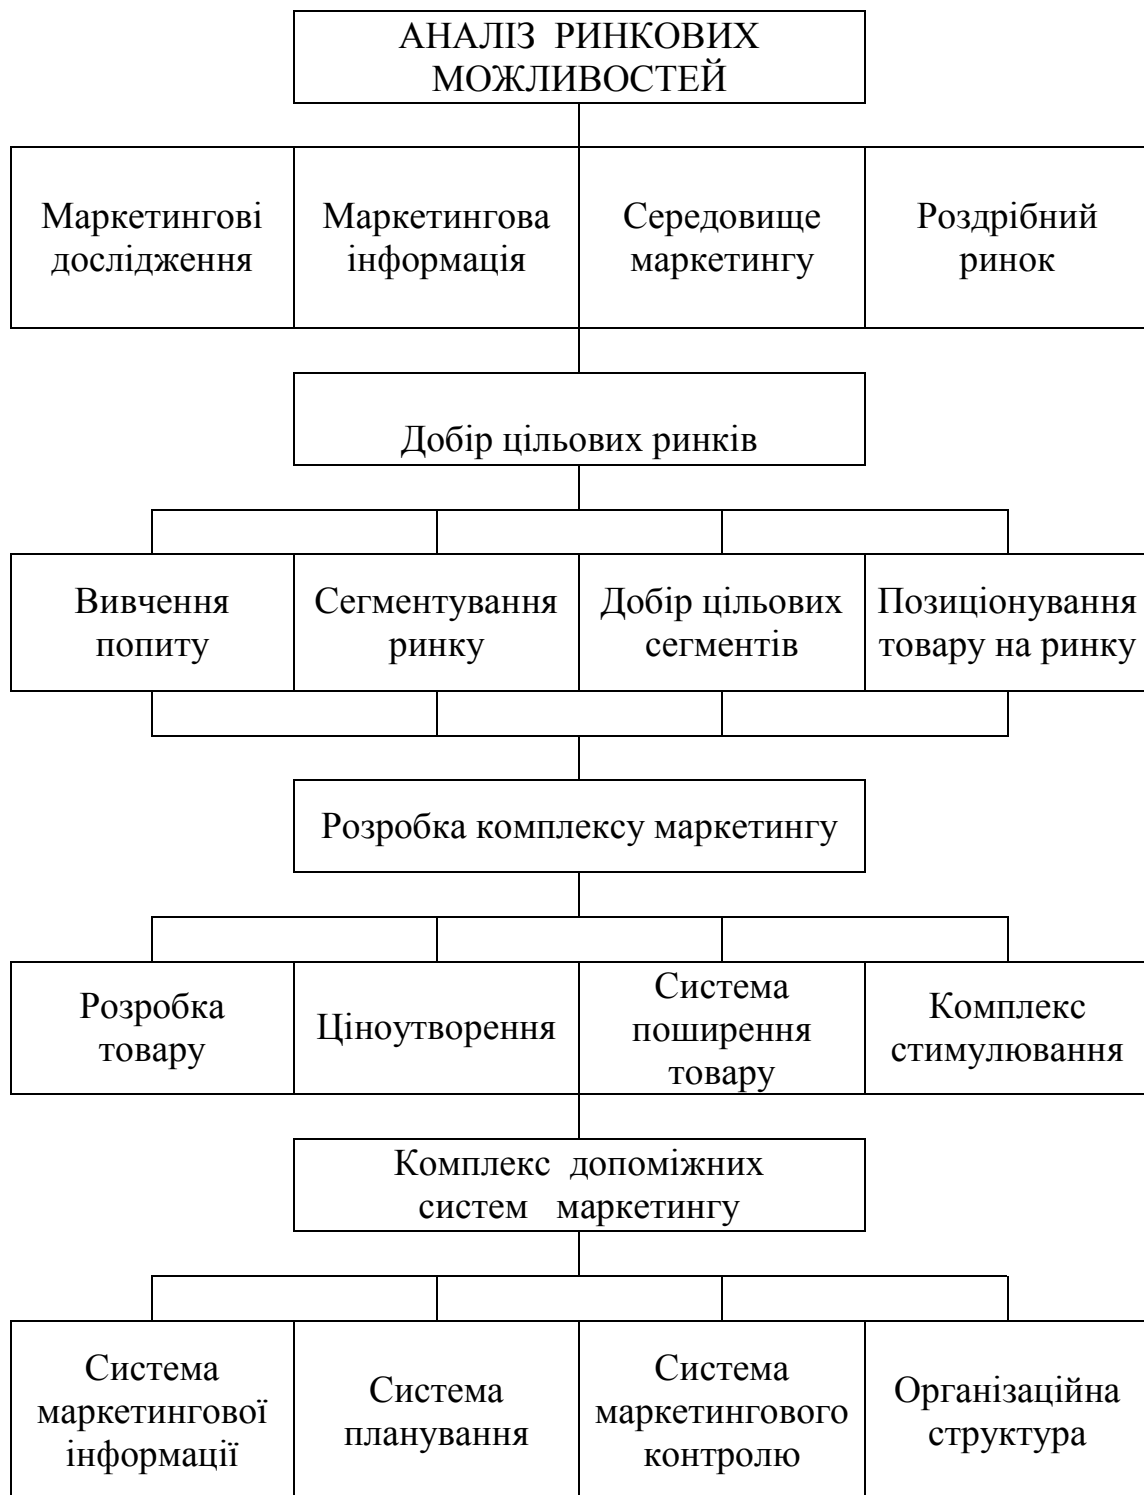 АНАЛІЗ РИНКОВИХ
МОЖЛИВОСТЕЙ
Маркетингові
дослідження
Маркетингова
інформація
Середовище
маркетингу
Роздрібний
ринок
Добір цільових ринків
Вивчення
попиту
Сегментування
ринку
Добір цільових
сегментів
Позиціонування
товару на ринку
Розробка комплексу маркетингу
Розробка
товару
Ціноутворення
Система
поширення
товару
Комплекс
стимулювання
Комплекс допоміжних
систем маркетингу
Система
маркетингової
інформації
Система
планування
Система
маркетингового
контролю
Організаційна
структура